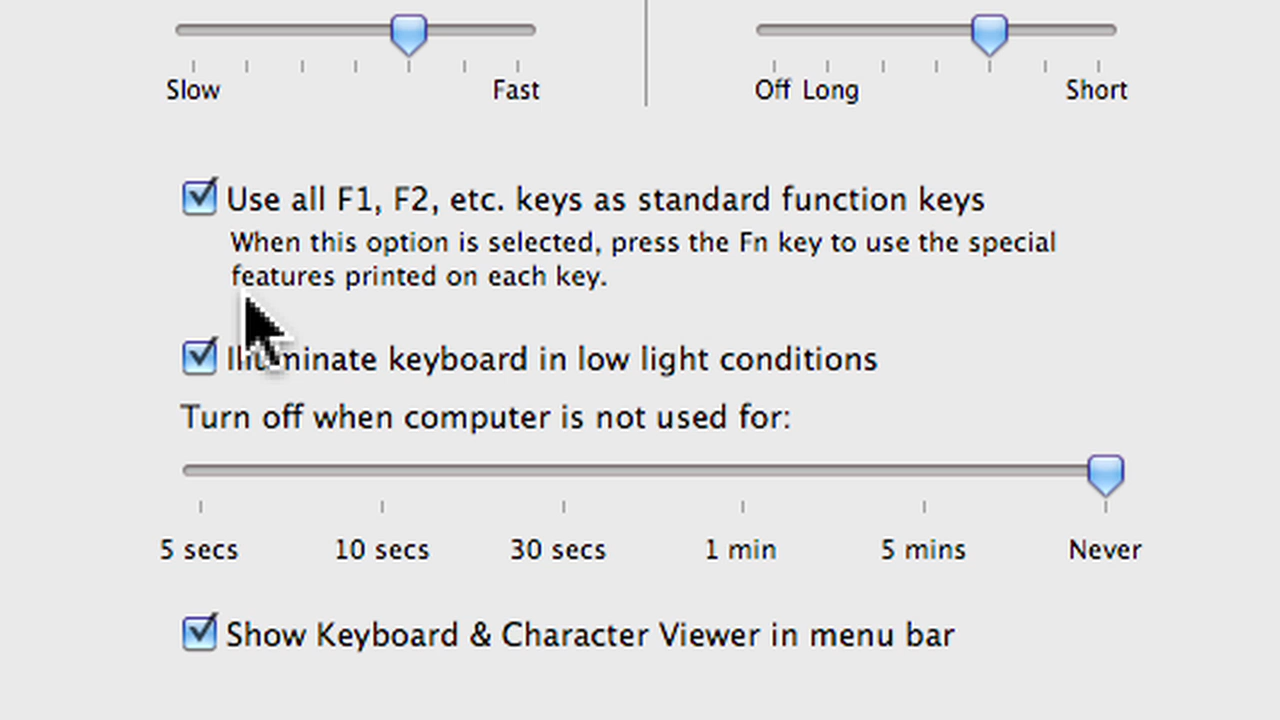 Slow Fast Off Long Short
Use all F1, F2, etc. keys as standard function keys
When this option is selected, press the Fn key to use the special
features printed on each key.
Illuminate keyboard in low light conditions
Turn off when computer is not used for:
5 secs 10 secs 30 secs 1 min 5 mins Never
Show Keyboard & Character Viewer in menu bar